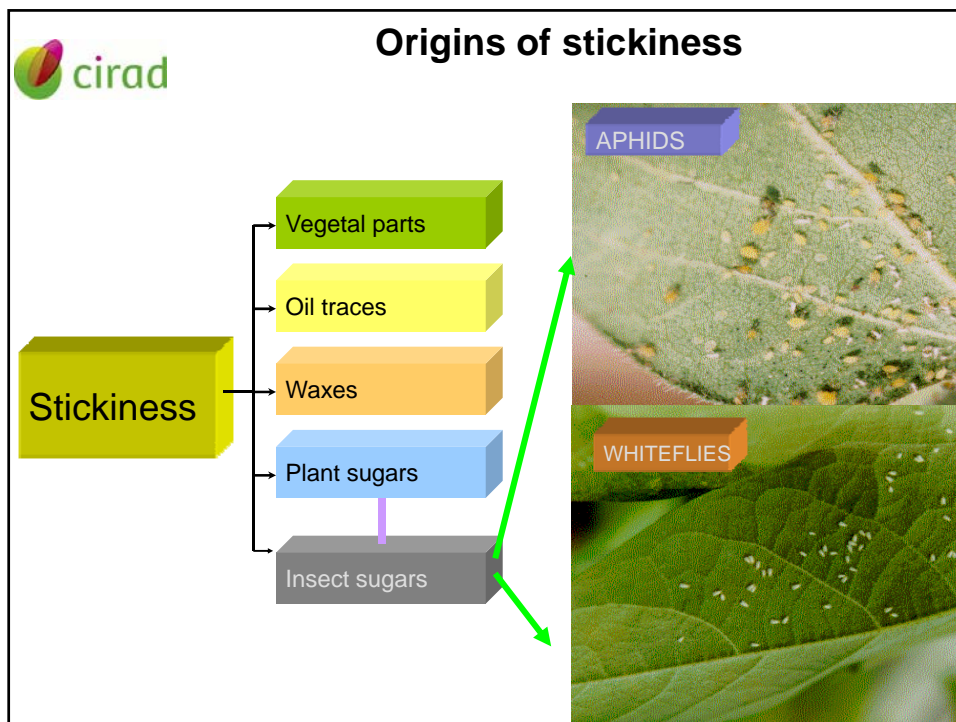 Origins of stickiness
cirad
APHIDS
Vegetal parts
Oil traces
Waxes
Stickiness
WHITEFLIES
Plant sugars
Insect sugars